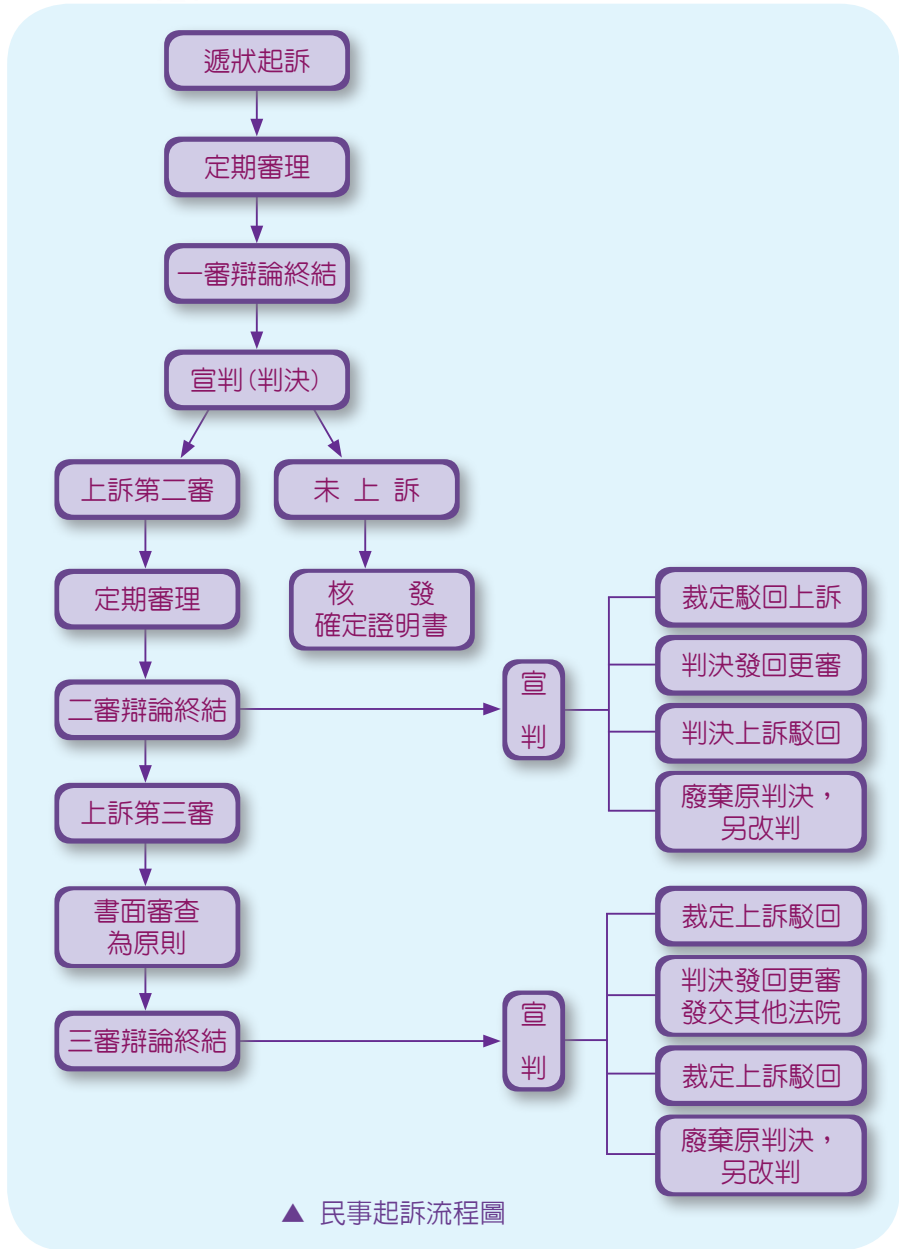 遞狀起訴
定期審理
一審辯論終結
宣判(判決)
上訴第二審
未上訴
定期審理
核發
確定證明書
二審辯論終結
宣
判
裁定駁回上訴
判決發回更審
判決上訴駁回
廢棄原判決，
另改判
上訴第三審
書面審查
為原則
三審辯論終結
宣
判
裁定上訴駁回
判決發回更審
發交其他法院
裁定上訴駁回
廢棄原判決，
另改判
▲ 民事起訴流程圖